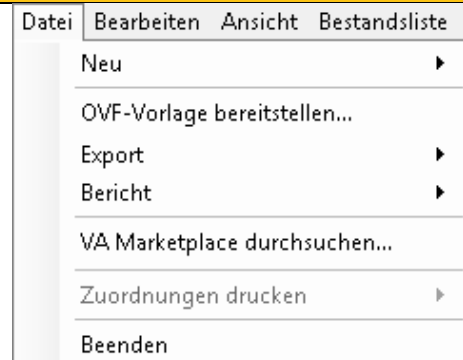 Datei Bearbeiten Ansicht Bestandsliste
Neu
OVF-Vorlage bereitstellen...
Export
Bericht
VA Marketplace durchsuchen...
Zuordnungen drucken
Beenden